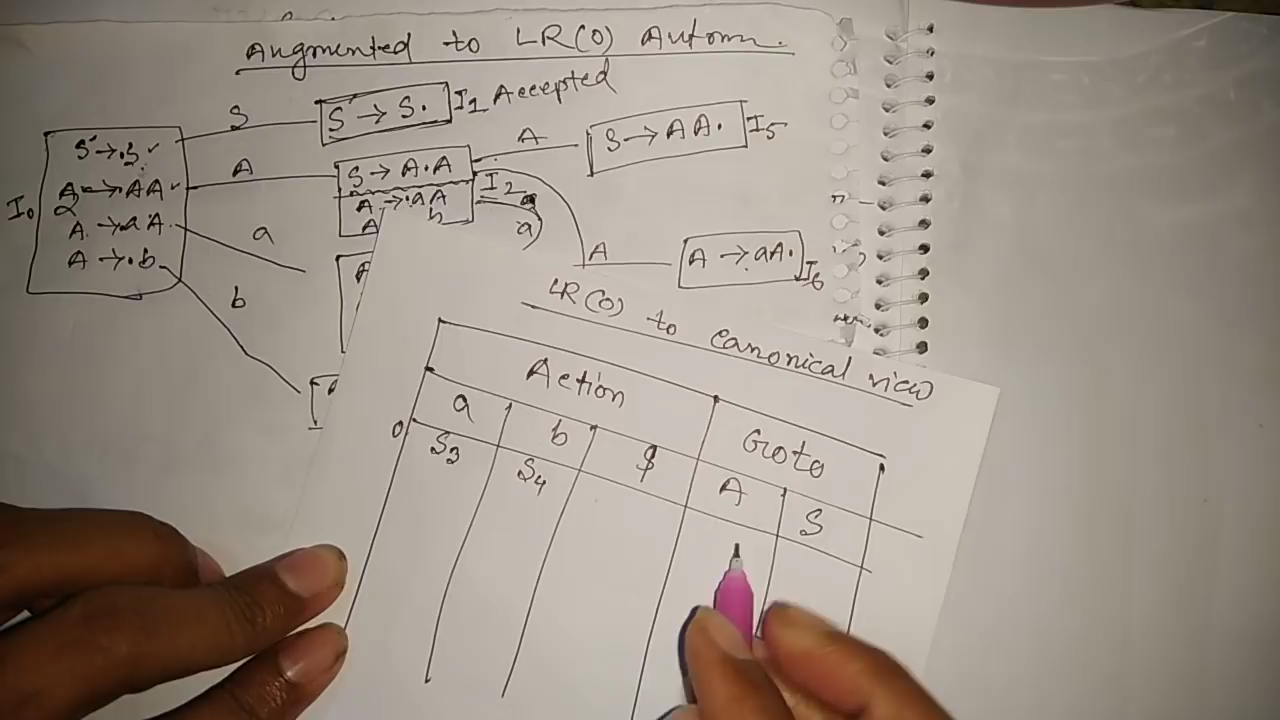 Augmented to LR(0) Autom.
S
S' → S.
I1 Accepted
I0
S' → .S ✓
→ .AA ✓
A → aA
A → .b
A
S → A.A
A → .aA
I2
A
S → AA.
I5
a
a)
b
A
A → aA.
I6
LR(0) to canonical view
Action
Goto
a b $ A S
0 S3 S4